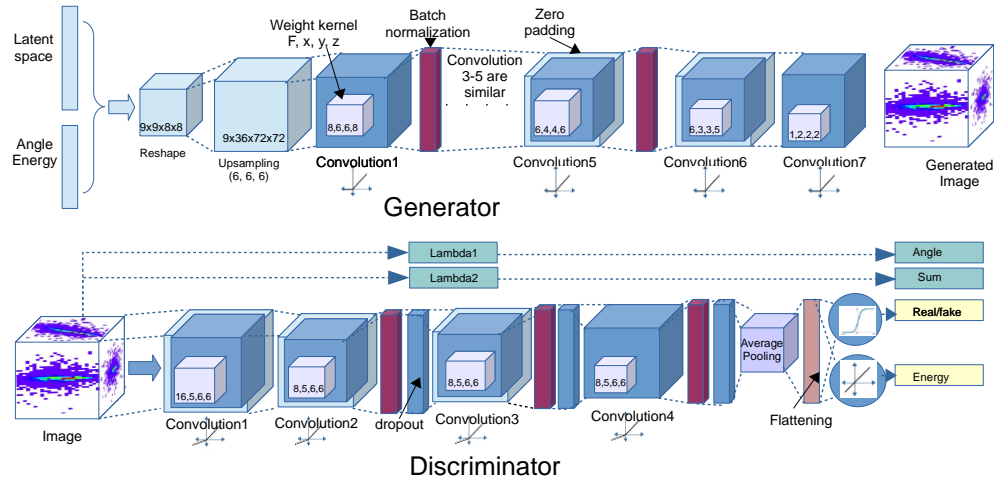 Latent
space
Angle
Energy
9x9x8x8
Reshape
9x36x72x72
Upsampling
(6, 6, 6)
Weight kernel
F, x, y, z
8,6,6,8
Convolution1
Batch
normalization
Convolution
3-5 are
similar
. . . .
Zero
padding
6,4,4,6
Convolution5
6,3,3,5
Convolution6
1,2,2,2
Convolution7
Generated
Image
Generator
Lambda1
Angle
Lambda2
Sum
Image
16,5,6,6
Convolution1
8,5,6,6
Convolution2
dropout
8,5,6,6
Convolution3
8,5,6,6
Convolution4
Average
Pooling
Flattening
Real/fake
Energy
Discriminator